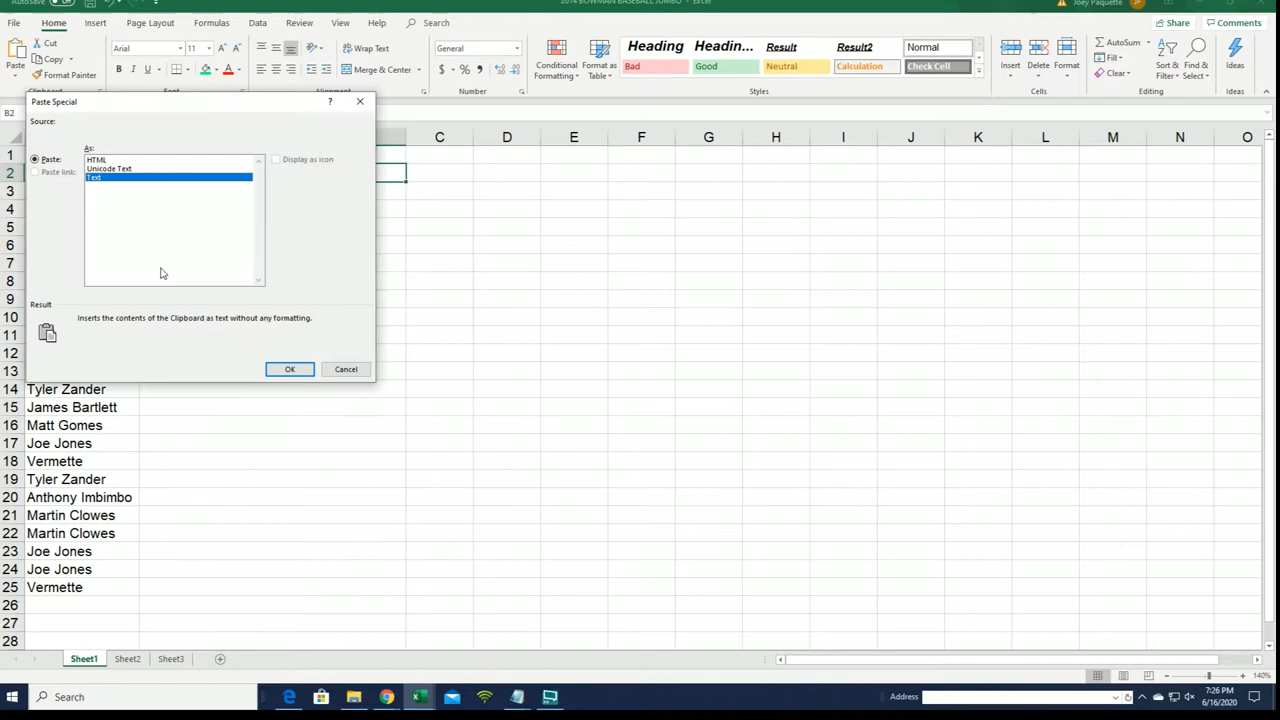 AutoSave Off 2014 BOWMAN BASEBALL JUMBO - Excel Joey Paquette JP
File Home Insert Page Layout Formulas Data Review View Help Search Share Comments
Paste Cut Copy Format Painter
Arial 11 A A Wrap Text General
B I U A Merge & Center $ % 9
Conditional Formatting Format as Table
Heading Headin... Result Result2 Normal
Bad Good Neutral Calculation Check Cell
Insert Delete Format
AutoSum Fill Clear Sort & Filter Find & Select Ideas
Clipboard Font Alignment Number Styles Cells Editing Ideas
B2
Paste Special ?
Source:
As:
Paste: HTML Display as icon
Paste link: Unicode Text
Text
Result
Inserts the contents of the Clipboard as text without any formatting.
OK Cancel
C D E F G H I J K L M N O
1
2
3
4
5
6
7
8
9
10
11
12
13
14 Tyler Zander
15 James Bartlett
16 Matt Gomes
17 Joe Jones
18 Vermette
19 Tyler Zander
20 Anthony Imbimbo
21 Martin Clowes
22 Martin Clowes
23 Joe Jones
24 Joe Jones
25 Vermette
26
27
28
Sheet1 Sheet2 Sheet3
140%
Search Address 7:26 PM
6/16/2020